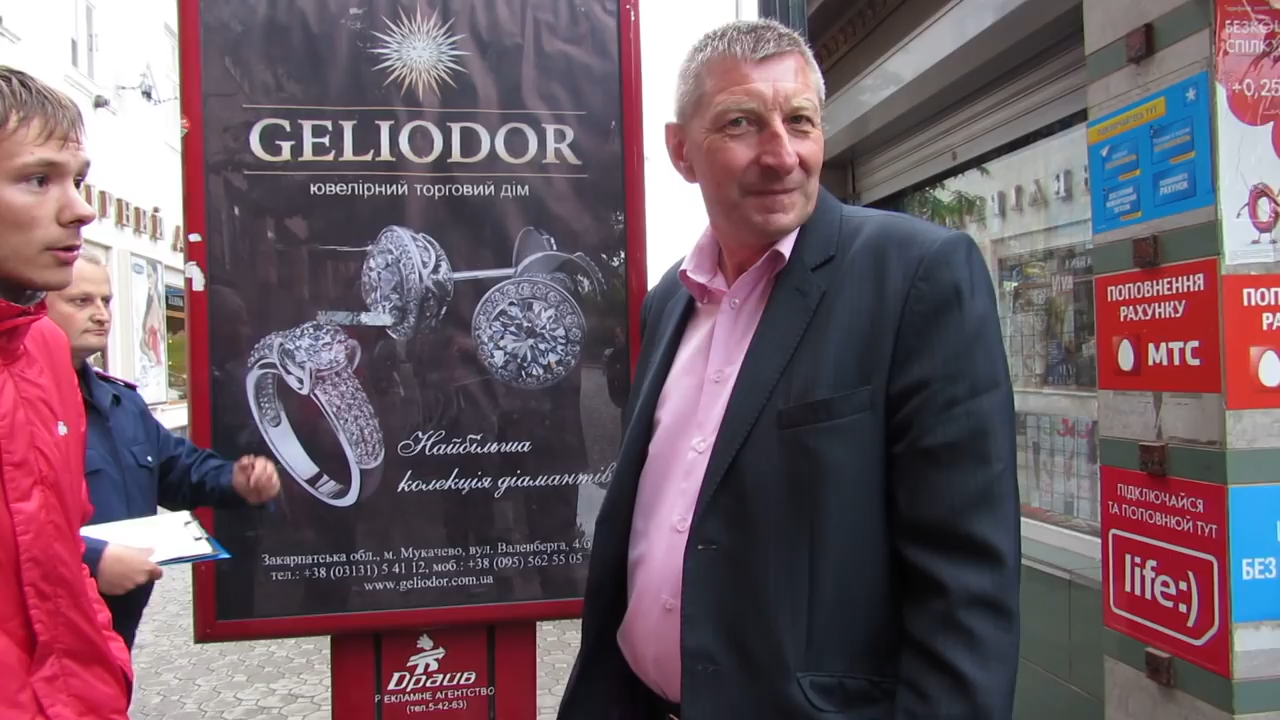 GELIODOR
ювелірний торговий дім
Найбільша
колекція діамантів
Закарпатська обл., м. Мукачево, вул. Валенберга, 4/6
тел.: +38 (03131) 5 41 12, моб.: +38 (095) 562 55 05
www.geliodor.com.ua
Драйв
РЕКЛАМНЕ АГЕНТСТВО
(тел.5-42-63)
+0,25
ПОПОВНЕННЯ
РАХУНКУ
МТС
ПІДКЛЮЧАЙСЯ
ТА ПОПОВНЮЙ ТУТ
life:)
БЕЗ